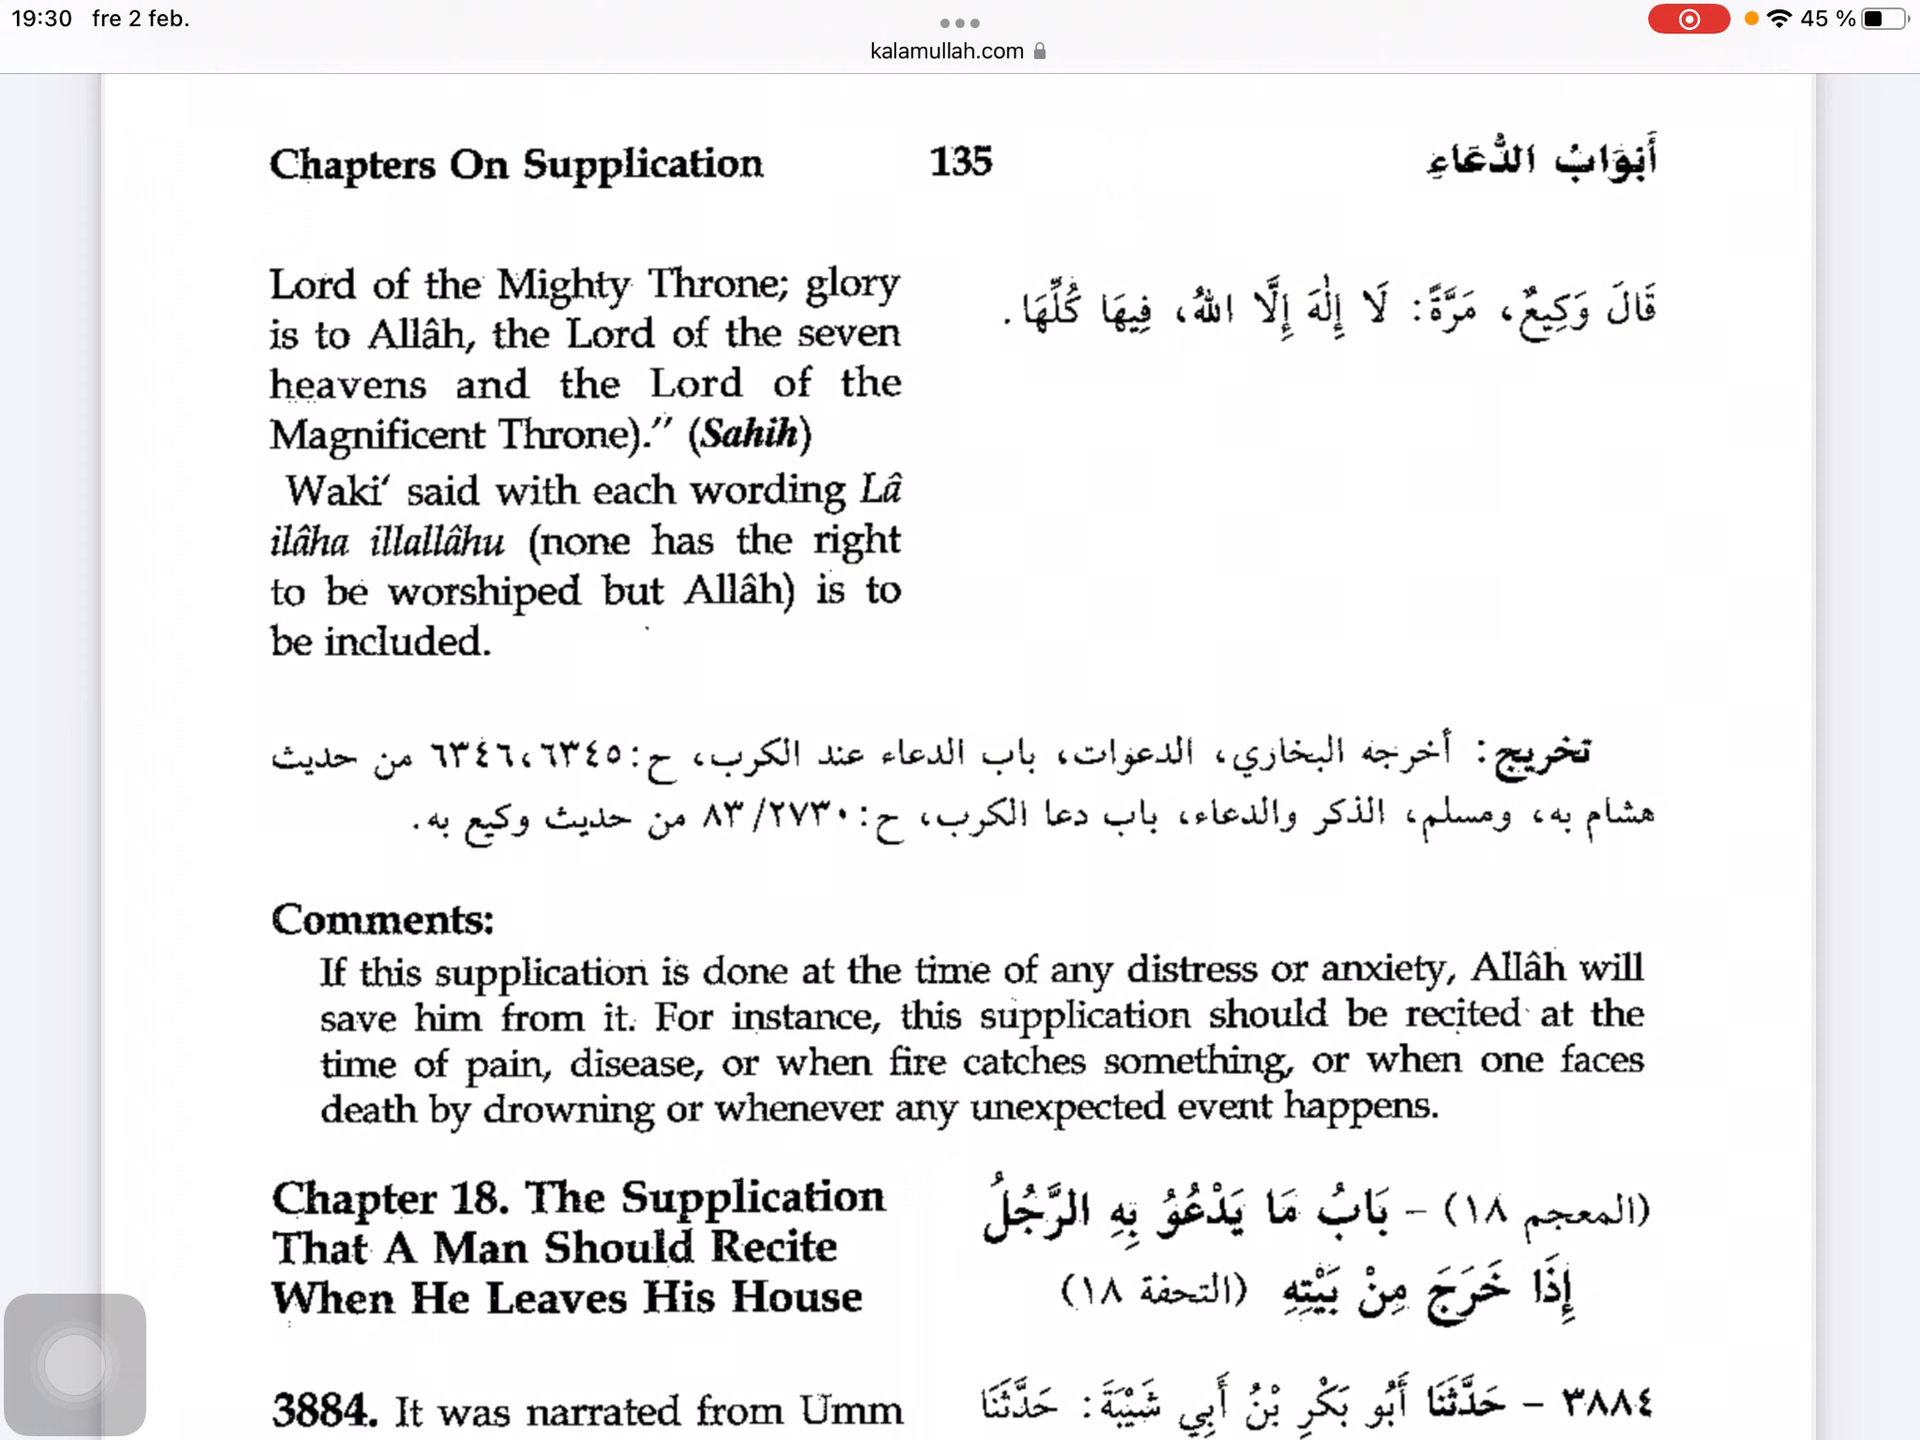 19:30 fre 2 feb.
45 %
kalamullah.com
Chapters On Supplication 135 أَبْوَابُ الدُّعَاءِ
Lord of the Mighty Throne; glory
is to Allâh, the Lord of the seven
heavens and the Lord of the
Magnificent Throne).” (Sahih)
Waki‘ said with each wording Lâ
ilâha illallâhu (none has the right
to be worshiped but Allâh) is to
be included.
قَالَ وَكِيعٌ، مَرَّةً: لَا إِلٰهَ إِلَّا اللهُ، فِيهَا كُلِّهَا.
تخريج: أخرجه البخاري، الدعوات، باب الدعاء عند الكرب، ح:٦٣٤٦،٦٣٤٥ من حديث
هشام به، ومسلم، الذكر والدعاء، باب دعا الكرب، ح:٨٣/٢٧٣٠ من حديث وكيع به.
Comments:
If this supplication is done at the time of any distress or anxiety, Allâh will
save him from it. For instance, this supplication should be recited at the
time of pain, disease, or when fire catches something, or when one faces
death by drowning or whenever any unexpected event happens.
Chapter 18. The Supplication
That A Man Should Recite
When He Leaves His House
(المعجم ١٨) – بَابُ مَا يَدْعُوُ بِهِ الرَّجُلُ
إِذَا خَرَجَ مِنْ بَيْتِهِ (التحفة ١٨)
3884. It was narrated from Umm
٣٨٨٤ – حَدَّثَنَا أَبُو بَكْرِ بْنُ أَبِي شَيْبَةَ: حَدَّثَنَا